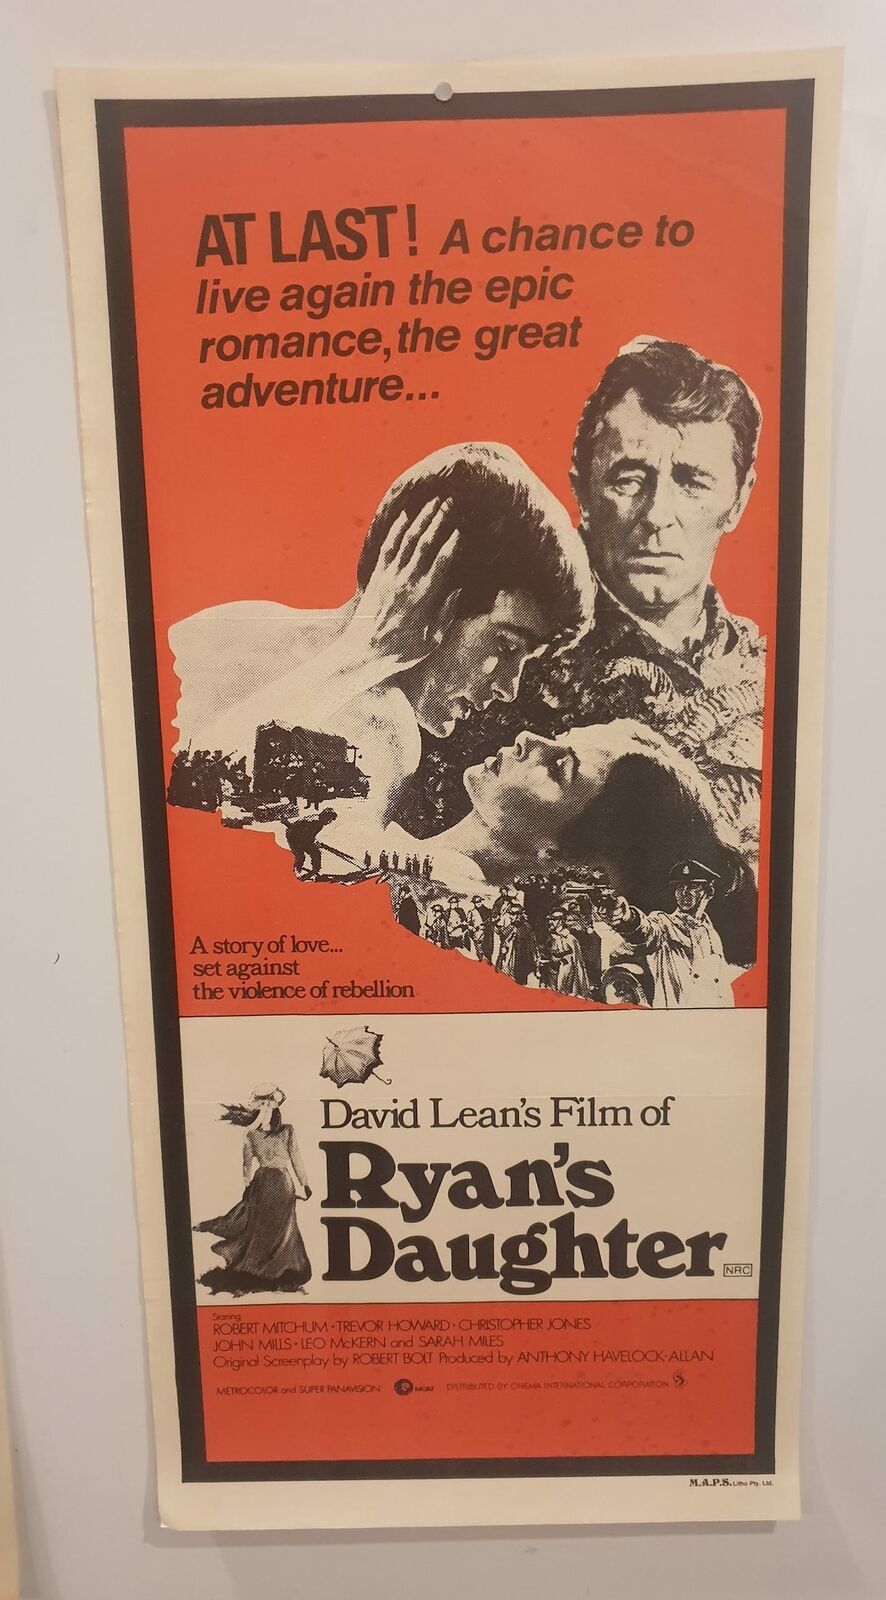 AT LAST! A chance to
live again the epic
romance, the great
adventure...
A story of love...
set against
the violence of rebellion
David Lean's Film of
Ryan's
Daughter
NRC
Starring
ROBERT MITCHUM · TREVOR HOWARD · CHRISTOPHER JONES
JOHN MILLS · LEO McKERN and SARAH MILES
Original Screenplay by ROBERT BOLT Produced by ANTHONY HAVELOCK-ALLAN
METROCOLOR and SUPER PANAVISION MGM DISTRIBUTED BY CINEMA INTERNATIONAL CORPORATION
M.A.P.S. Litho Pty. Ltd.